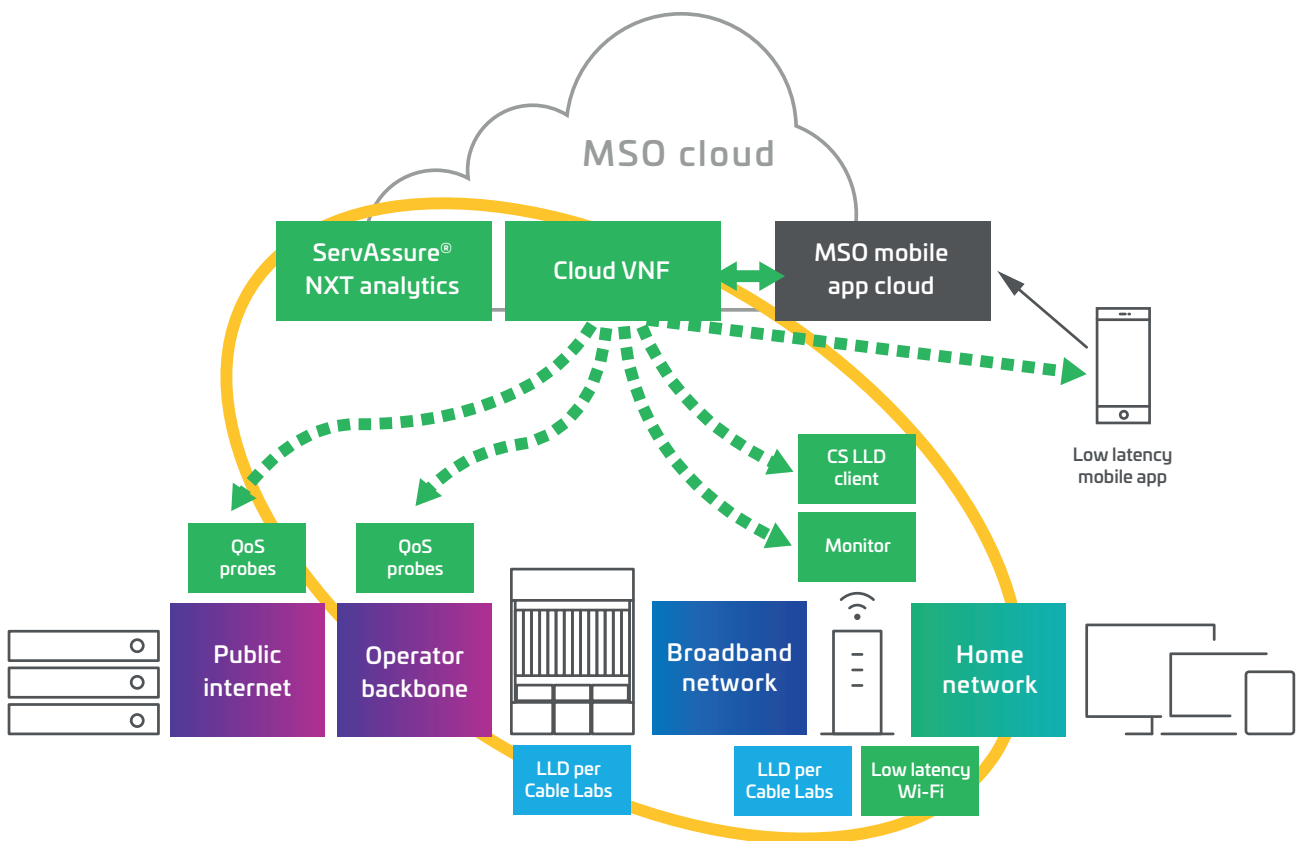 MSO cloud
ServAssure®
NXT analytics
Cloud VNF
MSO mobile
app cloud
Low latency
mobile app
CS LLD
client
Monitor
QoS
probes
QoS
probes
Public
internet
Operator
backbone
Broadband
network
Home
network
LLD per
Cable Labs
LLD per
Cable Labs
Low latency
Wi-Fi